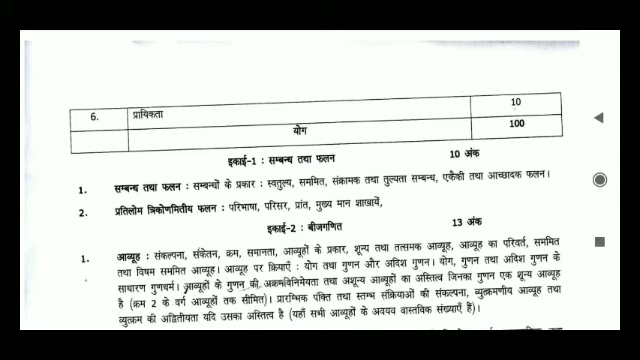 6. प्रायिकता 10
योग 100
इकाई-1 : सम्बन्ध तथा फलन 10 अंक
1. सम्बन्ध तथा फलन : सम्बन्धों के प्रकार : स्वतुल्य, सममित, संक्रामक तथा तुल्यता सम्बन्ध, एकैकी तथा आच्छादक फलन।
2. प्रतिलोम त्रिकोणमितीय फलन : परिभाषा, परिसर, प्रांत, मुख्य मान शाखायें,
इकाई-2 : बीजगणित 13 अंक
1. आव्यूह : संकल्पना, संकेतन, क्रम, समानता, आव्यूहों के प्रकार, शून्य तथा तत्समक आव्यूह, आव्यूह का परिवर्त, सममित
तथा विषम सममित आव्यूह। आव्यूह पर क्रियाएँ : योग तथा गुणन और अदिश गुणन। योग, गुणन तथा अदिश गुणन के
साधारण गुणधर्म। आव्यूहों के गुणन की अक्रमविनिमेयता तथा अशून्य आव्यूहों का अस्तित्व जिनका गुणन एक शून्य आव्यूह
है (क्रम 2 के वर्ग आव्यूहों तक सीमित)। प्रारम्भिक पंक्ति तथा स्तम्भ संक्रियाओं की संकल्पना, व्युत्क्रमणीय आव्यूह तथा
व्युत्क्रम की अद्वितीयता यदि उसका अस्तित्व है (यहाँ सभी आव्यूहों के अवयव वास्तविक संख्याएँ हैं)।